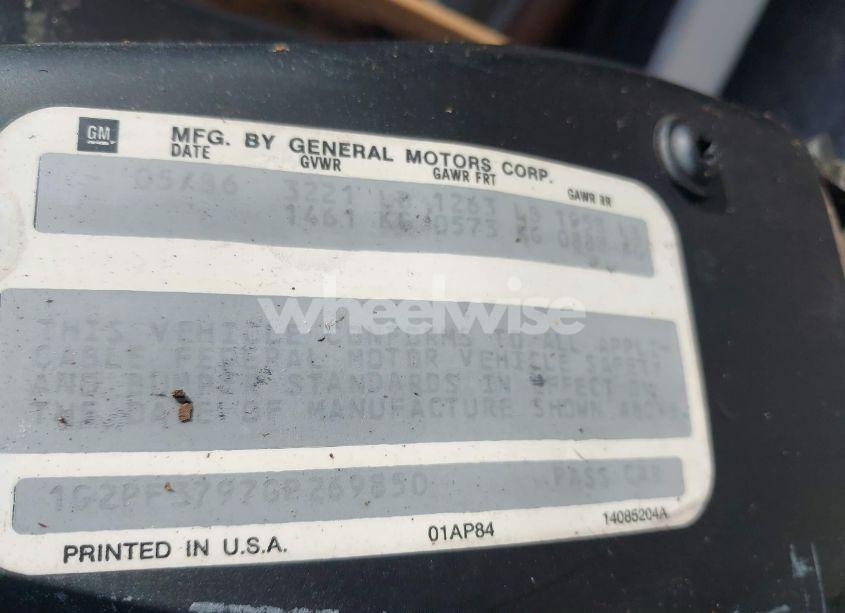 GM
MFG. BY GENERAL MOTORS CORP.
DATE GVWR GAWR FRT GAWR RR
05/86 3221 LB 1263 LB 1958 LB
1461 KG 0573 KG 0888 KG
wheelwise
THIS VEHICLE CONFORMS TO ALL APPLI-
CABLE FEDERAL MOTOR VEHICLE SAFETY
AND BUMPER STANDARDS IN EFFECT ON
THE DATE OF MANUFACTURE SHOWN ABOVE.
1G2PF3797GP269850 PASS CAR
PRINTED IN U.S.A. 01AP84 14085204A